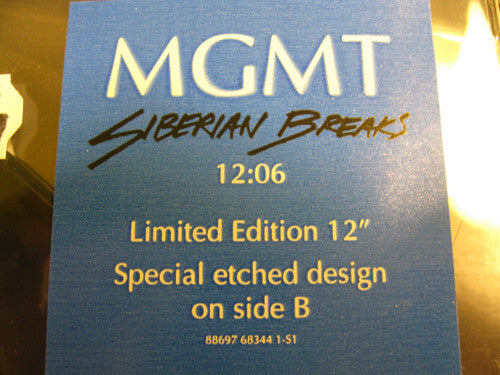 MGMT
SIBERIAN BREAKS
12:06
Limited Edition 12"
Special etched design
on side B
88697 68344 1-S1